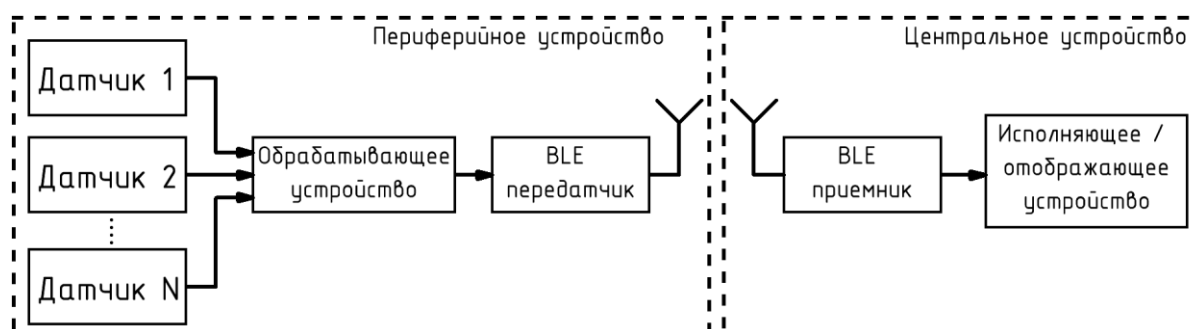 Периферийное устройство
Центральное устройство
Датчик 1
Датчик 2
Датчик N
Обрабатывающее
устройство
BLE
передатчик
BLE
приемник
Исполняющее /
отображающее
устройство